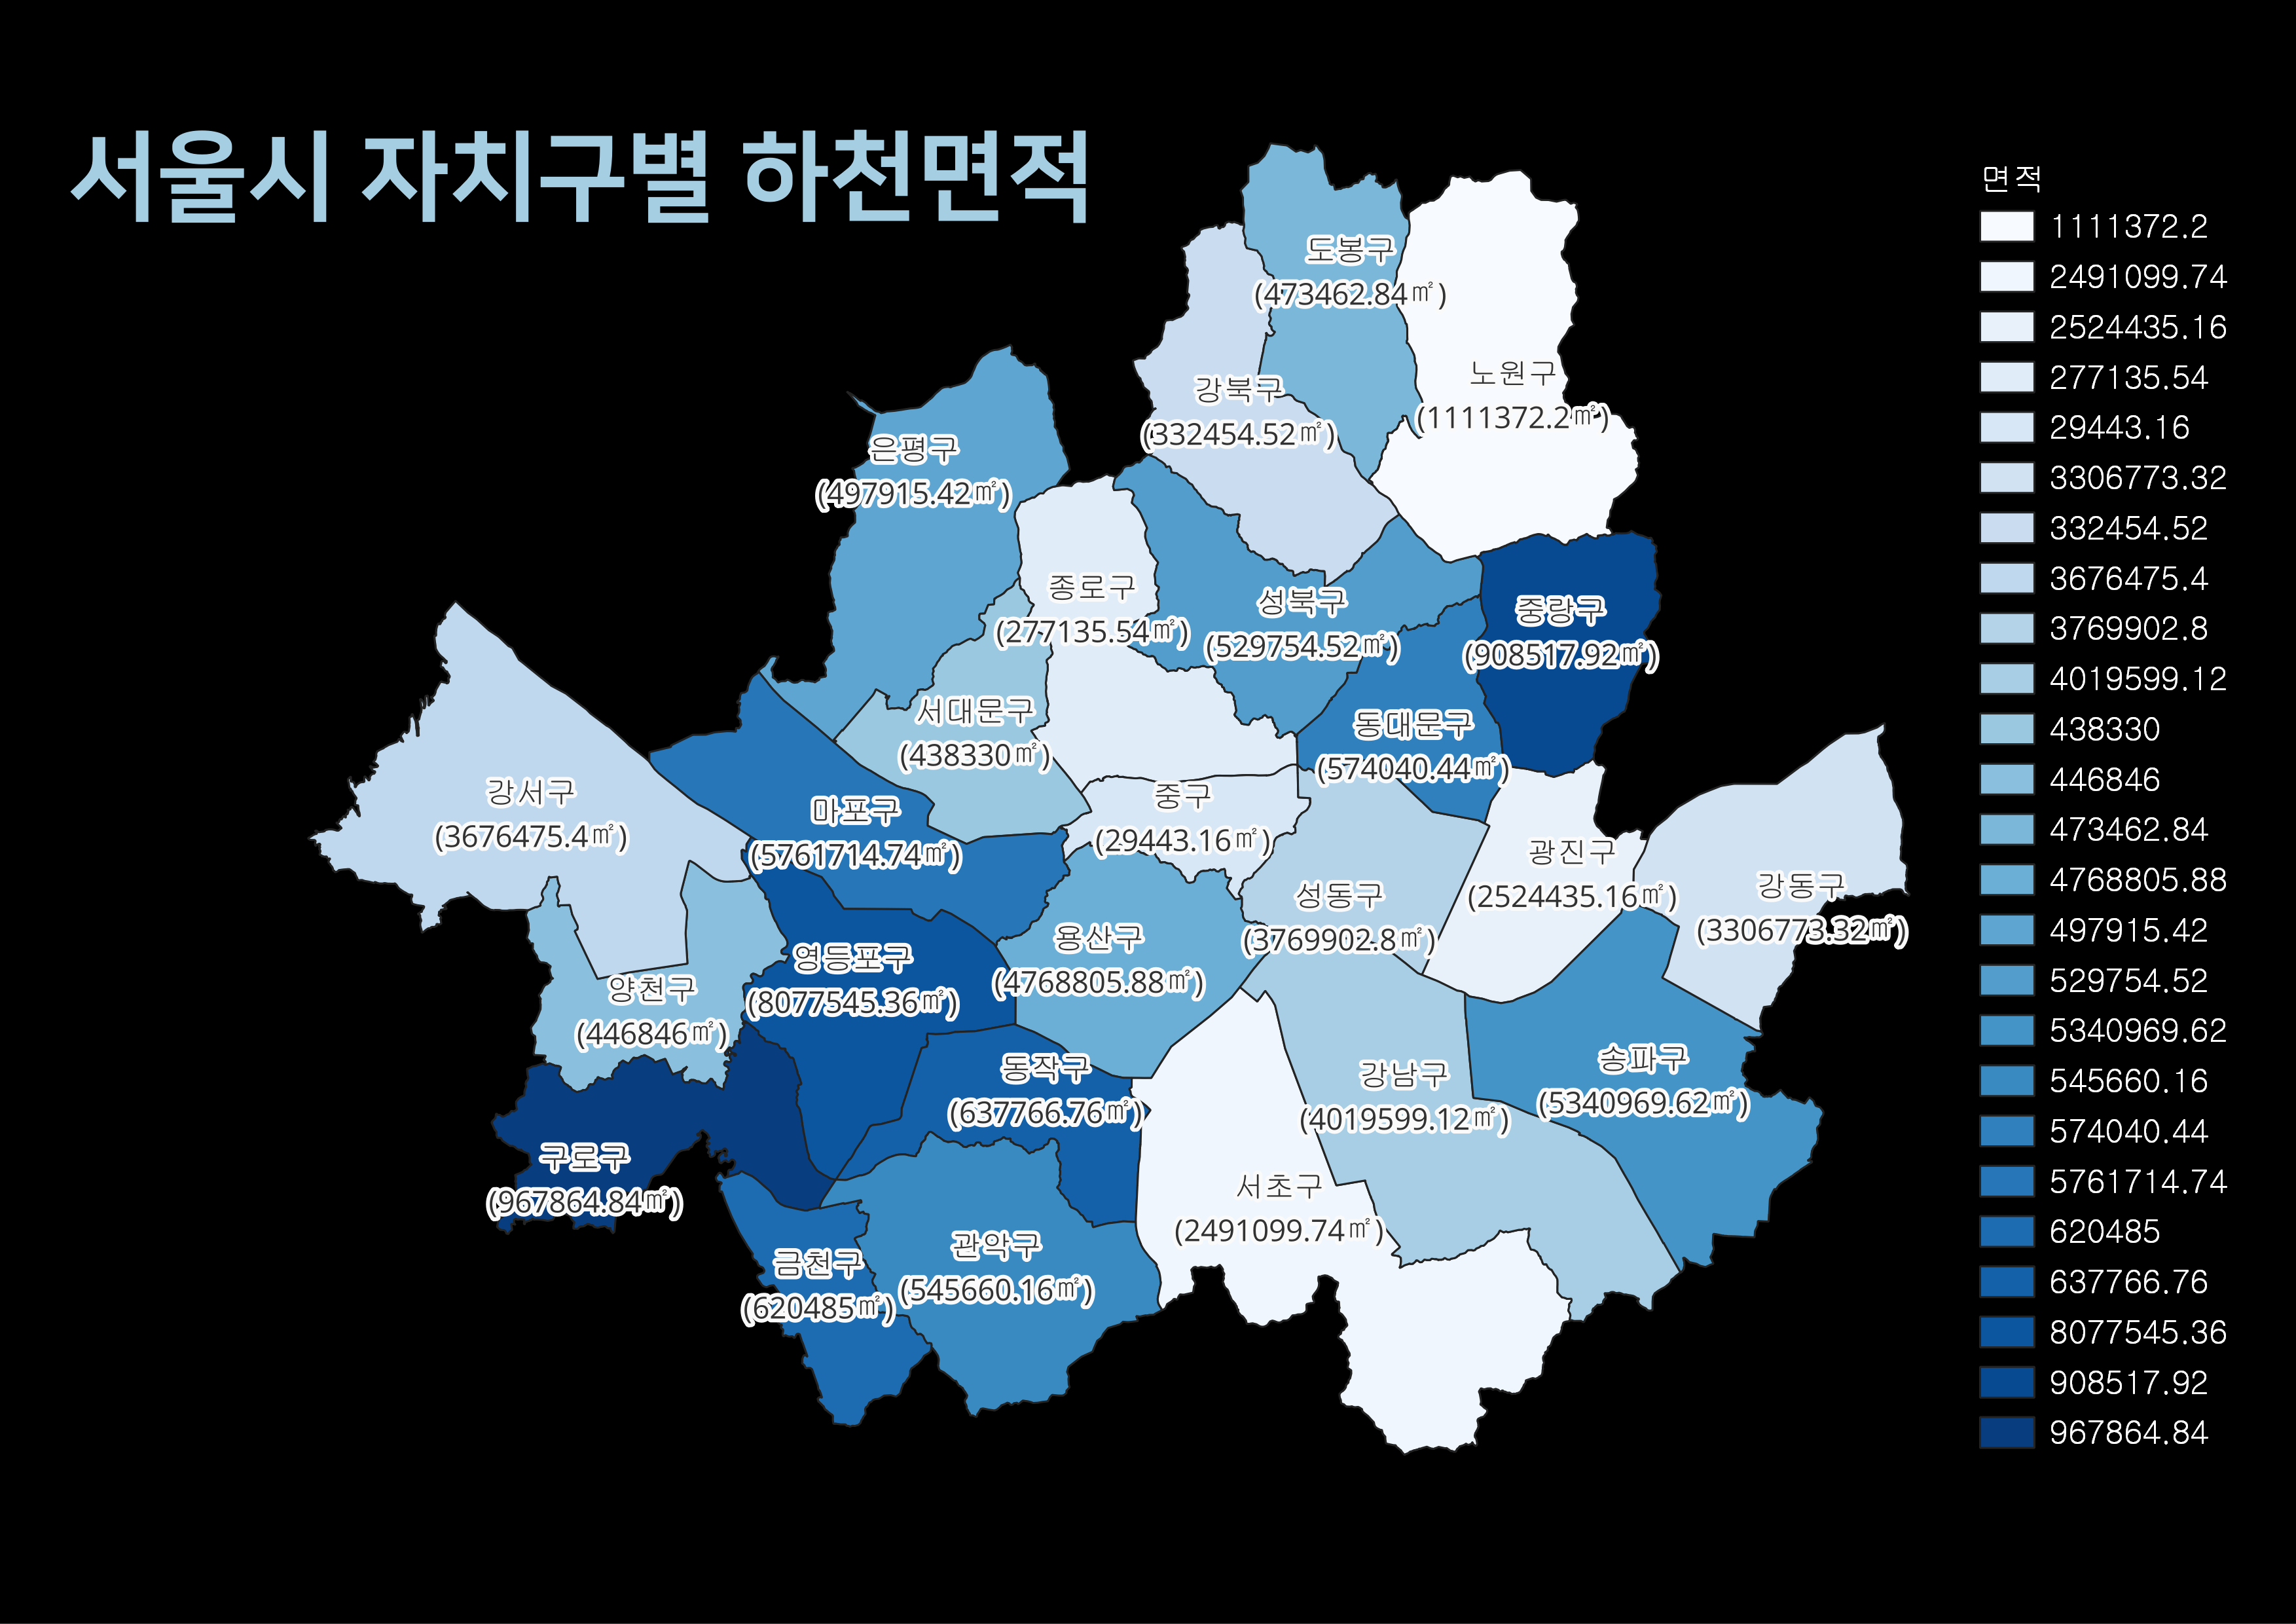 서울시 자치구별 하천면적
도봉구
(473462.84㎡)
노원구
(1111372.2㎡)
강북구
(332454.52㎡)
은평구
(497915.42㎡)
종로구
(277135.54㎡)
성북구
(529754.52㎡)
중랑구
(908517.92㎡)
서대문구
(438330㎡)
동대문구
(574040.44㎡)
강서구
(3676475.4㎡)
마포구
(5761714.74㎡)
중구
(29443.16㎡)
광진구
(2524435.16㎡)
강동구
(3306773.32㎡)
성동구
(3769902.8㎡)
용산구
(4768805.88㎡)
영등포구
(8077545.36㎡)
양천구
(446846㎡)
동작구
(637766.76㎡)
강남구
(4019599.12㎡)
송파구
(5340969.62㎡)
구로구
(967864.84㎡)
서초구
(2491099.74㎡)
관악구
(545660.16㎡)
금천구
(620485㎡)
면적
1111372.2
2491099.74
2524435.16
277135.54
29443.16
3306773.32
332454.52
3676475.4
3769902.8
4019599.12
438330
446846
473462.84
4768805.88
497915.42
529754.52
5340969.62
545660.16
574040.44
5761714.74
620485
637766.76
8077545.36
908517.92
967864.84